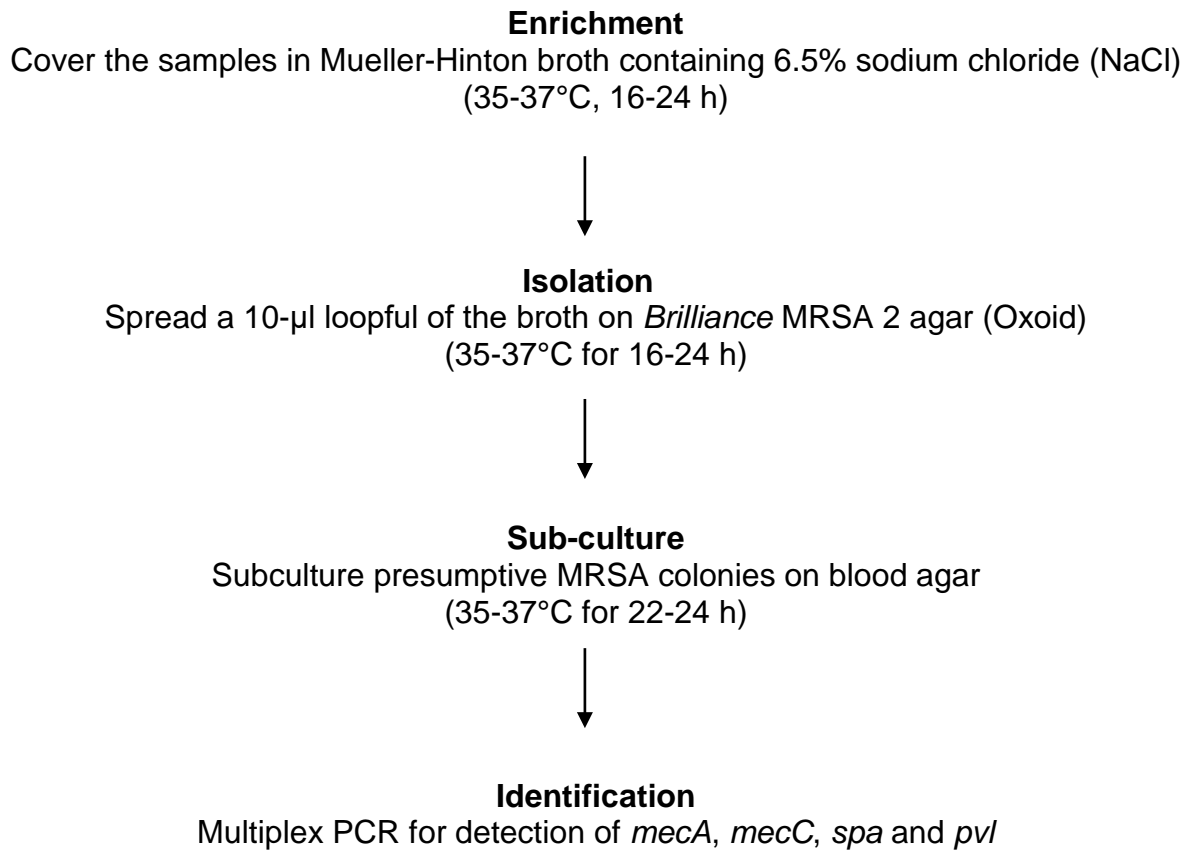 Enrichment
Cover the samples in Mueller-Hinton broth containing 6.5% sodium chloride (NaCl)
(35-37°C, 16-24 h)
Isolation
Spread a 10-µl loopful of the broth on Brilliance MRSA 2 agar (Oxoid)
(35-37°C for 16-24 h)
Sub-culture
Subculture presumptive MRSA colonies on blood agar
(35-37°C for 22-24 h)
Identification
Multiplex PCR for detection of mecA, mecC, spa and pvl